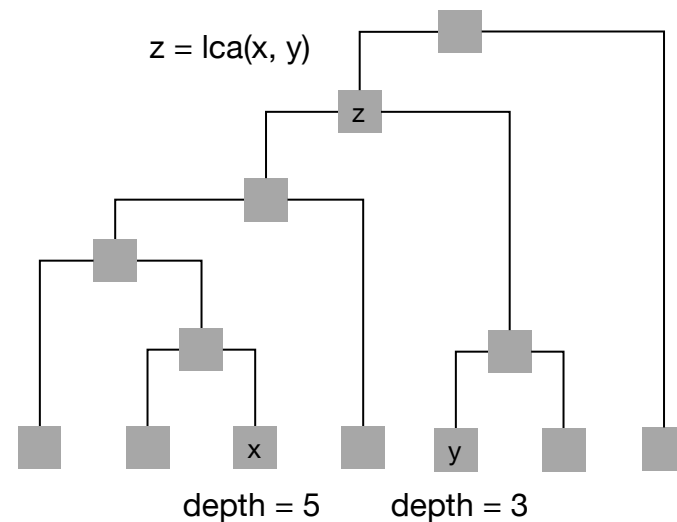 z = lca(x, y)
z
x
y
depth = 5
depth = 3